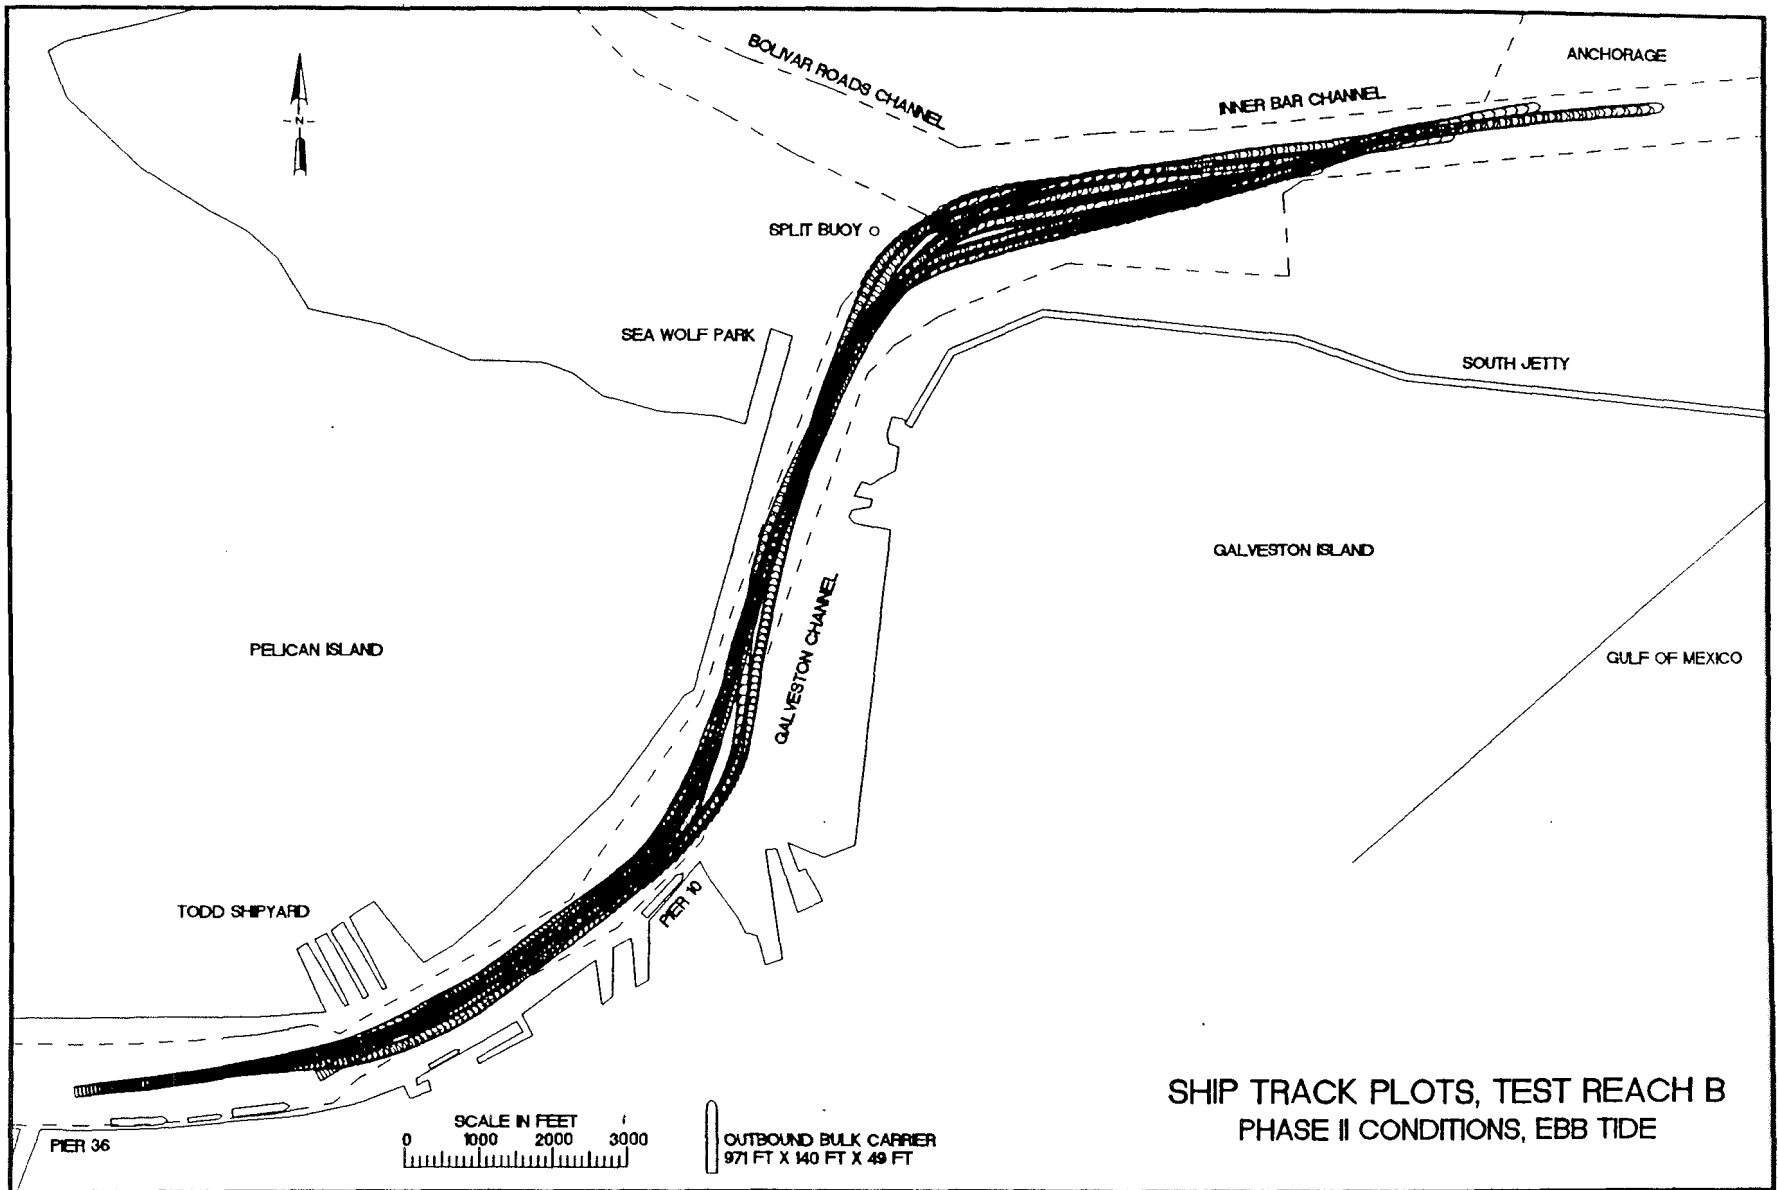 BOLIVAR ROADS CHANNEL
ANCHORAGE
INNER BAR CHANNEL
N
SPLIT BUOY
SEA WOLF PARK
SOUTH JETTY
GALVESTON ISLAND
GALVESTON CHANNEL
PELICAN ISLAND
GULF OF MEXICO
TODD SHIPYARD
PIER 10
PIER 36
SCALE IN FEET
0 1000 2000 3000
OUTBOUND BULK CARRIER
971 FT X 140 FT X 49 FT
SHIP TRACK PLOTS, TEST REACH B
PHASE II CONDITIONS, EBB TIDE